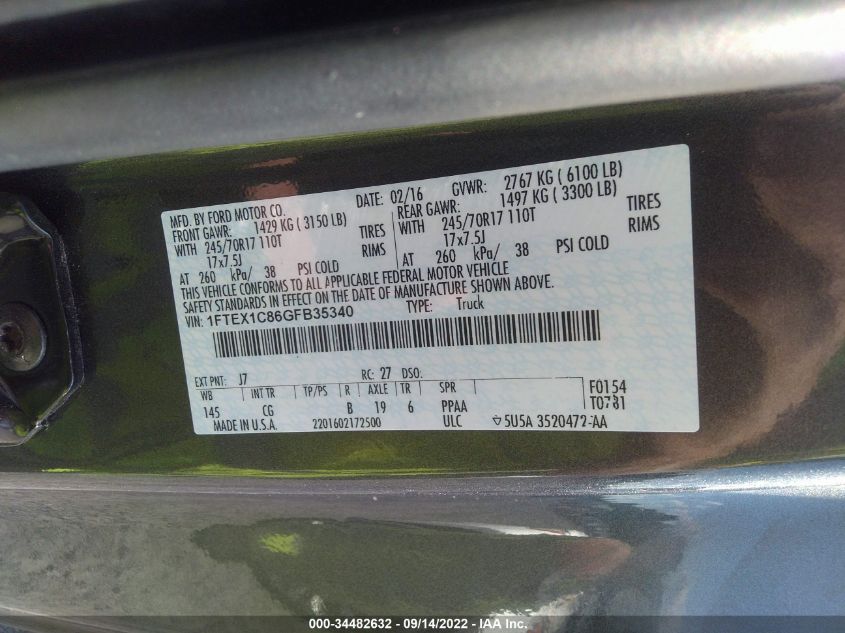 MFD. BY FORD MOTOR CO. DATE: 02/16 GVWR: 2767 KG ( 6100 LB)
FRONT GAWR: 1429 KG ( 3150 LB) REAR GAWR: 1497 KG ( 3300 LB)
WITH 245/70R17 110T TIRES WITH 245/70R17 110T TIRES
17x7.5J RIMS 17x7.5J RIMS
AT 260 kPa/ 38 PSI COLD AT 260 kPa/ 38 PSI COLD
THIS VEHICLE CONFORMS TO ALL APPLICABLE FEDERAL MOTOR VEHICLE
SAFETY STANDARDS IN EFFECT ON THE DATE OF MANUFACTURE SHOWN ABOVE.
VIN: 1FTEX1C86GFB35340 TYPE: Truck
EXT PNT: J7 RC: 27 DSO:
WB INT TR TP/PS R AXLE TR SPR F0154
145 CG B 19 6 PPAA T0731
MADE IN U.S.A. 2201602172500 ULC 5U5A 3520472-AA
000-34482632 - 09/14/2022 - IAA Inc.